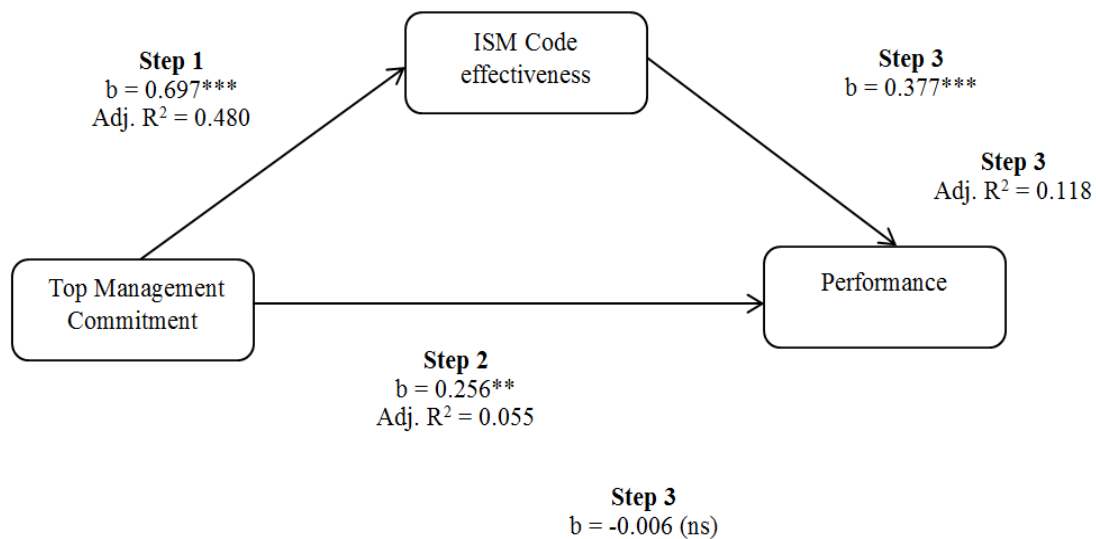 Step 1
b = 0.697***
Adj. R² = 0.480
ISM Code
effectiveness
Step 3
b = 0.377***
Step 3
Adj. R² = 0.118
Top Management
Commitment
Performance
Step 2
b = 0.256**
Adj. R² = 0.055
Step 3
b = -0.006 (ns)